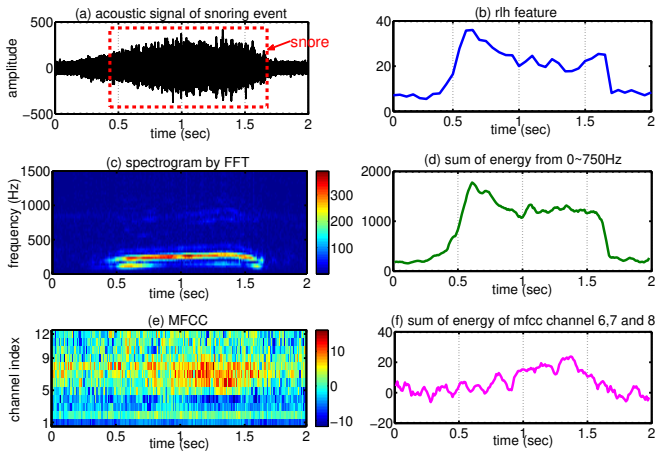 (a) acoustic signal of snoring event
500
0
−500
amplitude
snore
0 0.5 1 1.5 2
time (sec)
(b) rlh feature
40
20
0
0 0.5 1 1.5 2
time (sec)
(c) spectrogram by FFT
1500
1000
500
0
frequency (Hz)
0 0.5 1 1.5 2
time (sec)
300
200
100
(d) sum of energy from 0~750Hz
2000
1000
0
0 0.5 1 1.5 2
time (sec)
(e) MFCC
12
9
5
1
channel index
0 0.5 1 1.5 2
time (sec)
10
0
−10
(f) sum of energy of mfcc channel 6,7 and 8
40
20
0
−20
0 0.5 1 1.5 2
time (sec)